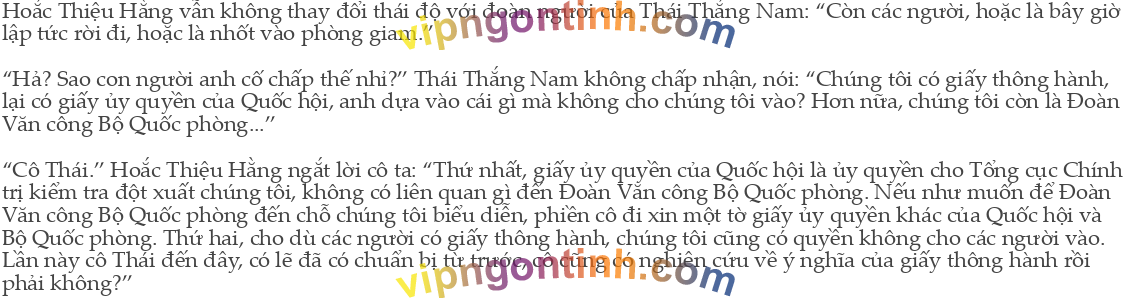 Hoắc Thiệu Hằng vẫn không thay đổi thái độ với đoàn người của Thái Thắng Nam: “Còn các người, hoặc là bây giờ
lập tức rời đi, hoặc là nhốt vào phòng giam.”
“Hả? Sao con người anh cố chấp thế nhỉ?” Thái Thắng Nam không chấp nhận, nói: “Chúng tôi có giấy thông hành,
lại có giấy ủy quyền của Quốc hội, anh dựa vào cái gì mà không cho chúng tôi vào? Hơn nữa, chúng tôi còn là Đoàn
Văn công Bộ Quốc phòng...”
“Cô Thái.” Hoắc Thiệu Hằng ngắt lời cô ta: “Thứ nhất, giấy ủy quyền của Quốc hội là ủy quyền cho Tổng cục Chính
trị kiểm tra đột xuất chúng tôi, không có liên quan gì đến Đoàn Văn công Bộ Quốc phòng. Nếu như muốn để Đoàn
Văn công Bộ Quốc phòng đến chỗ chúng tôi biểu diễn, phiền cô đi xin một tờ giấy ủy quyền khác của Quốc hội và
Bộ Quốc phòng. Thứ hai, cho dù các người có giấy thông hành, chúng tôi cũng có quyền không cho các người vào.
Lần này cô Thái đến đây, có lẽ đã có chuẩn bị từ trước, cô cũng có nghiên cứu về ý nghĩa của giấy thông hành rồi
phải không?”
vipngontinh.com
vipngontinh.com